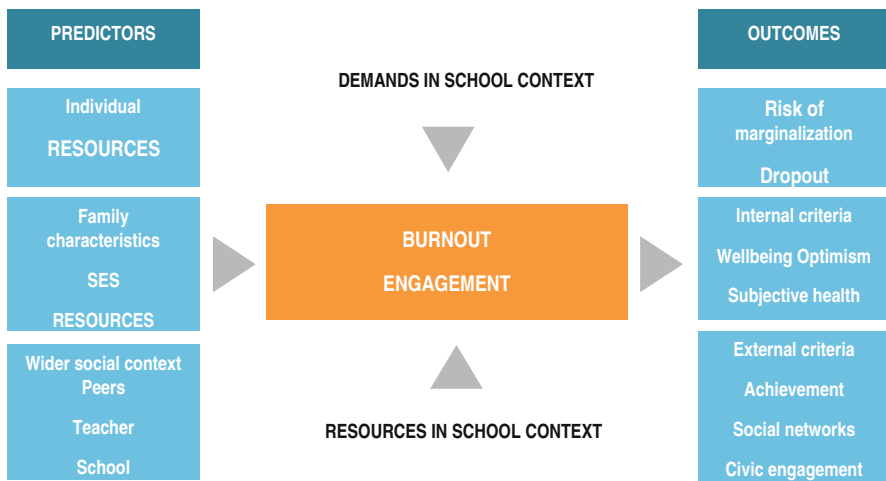 PREDICTORS
Individual
RESOURCES
Family
characteristics
SES
RESOURCES
Wider social context
Peers
Teacher
School
DEMANDS IN SCHOOL CONTEXT
BURNOUT
ENGAGEMENT
RESOURCES IN SCHOOL CONTEXT
OUTCOMES
Risk of
marginalization
Dropout
Internal criteria
Wellbeing Optimism
Subjective health
External criteria
Achievement
Social networks
Civic engagement